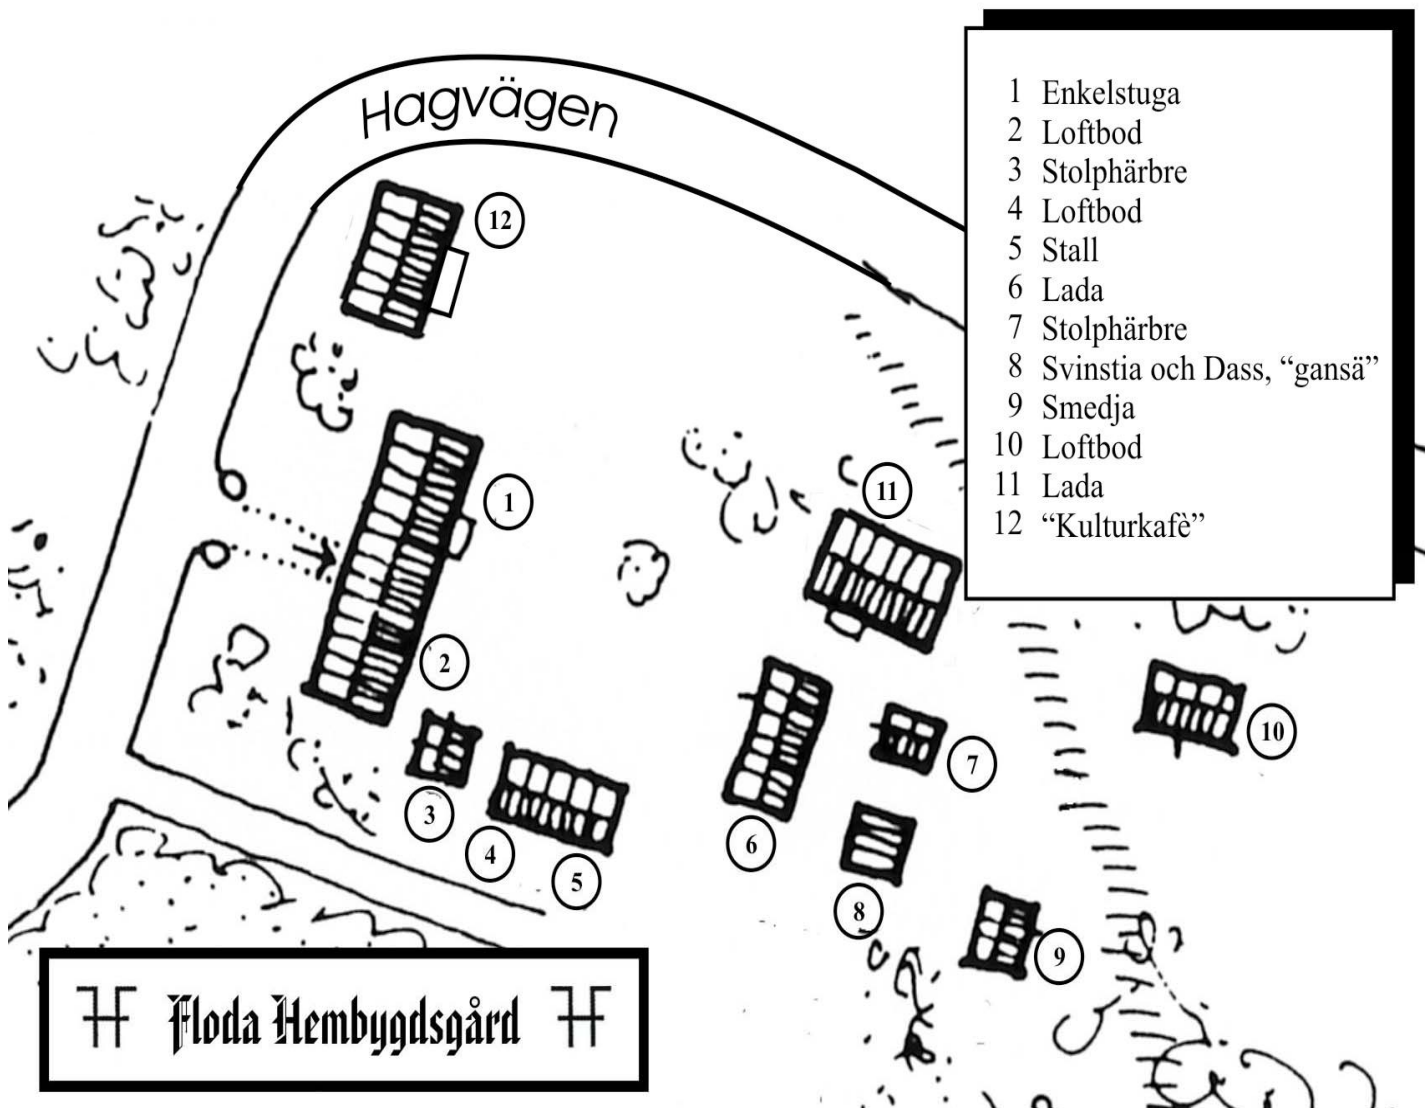 Hagvägen
1 Enkelstuga
2 Loftbod
3 Stolphärbre
4 Loftbod
5 Stall
6 Lada
7 Stolphärbre
8 Svinstia och Dass, “gansä”
9 Smedja
10 Loftbod
11 Lada
12 “Kulturkafè”
12
1
11
2
10
7
3
6
4
5
8
9
Floda Hembygdsgård